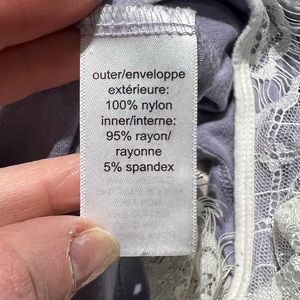 outer/enveloppe
extérieure:
100% nylon
inner/interne:
95% rayon/
rayonne
5% spandex